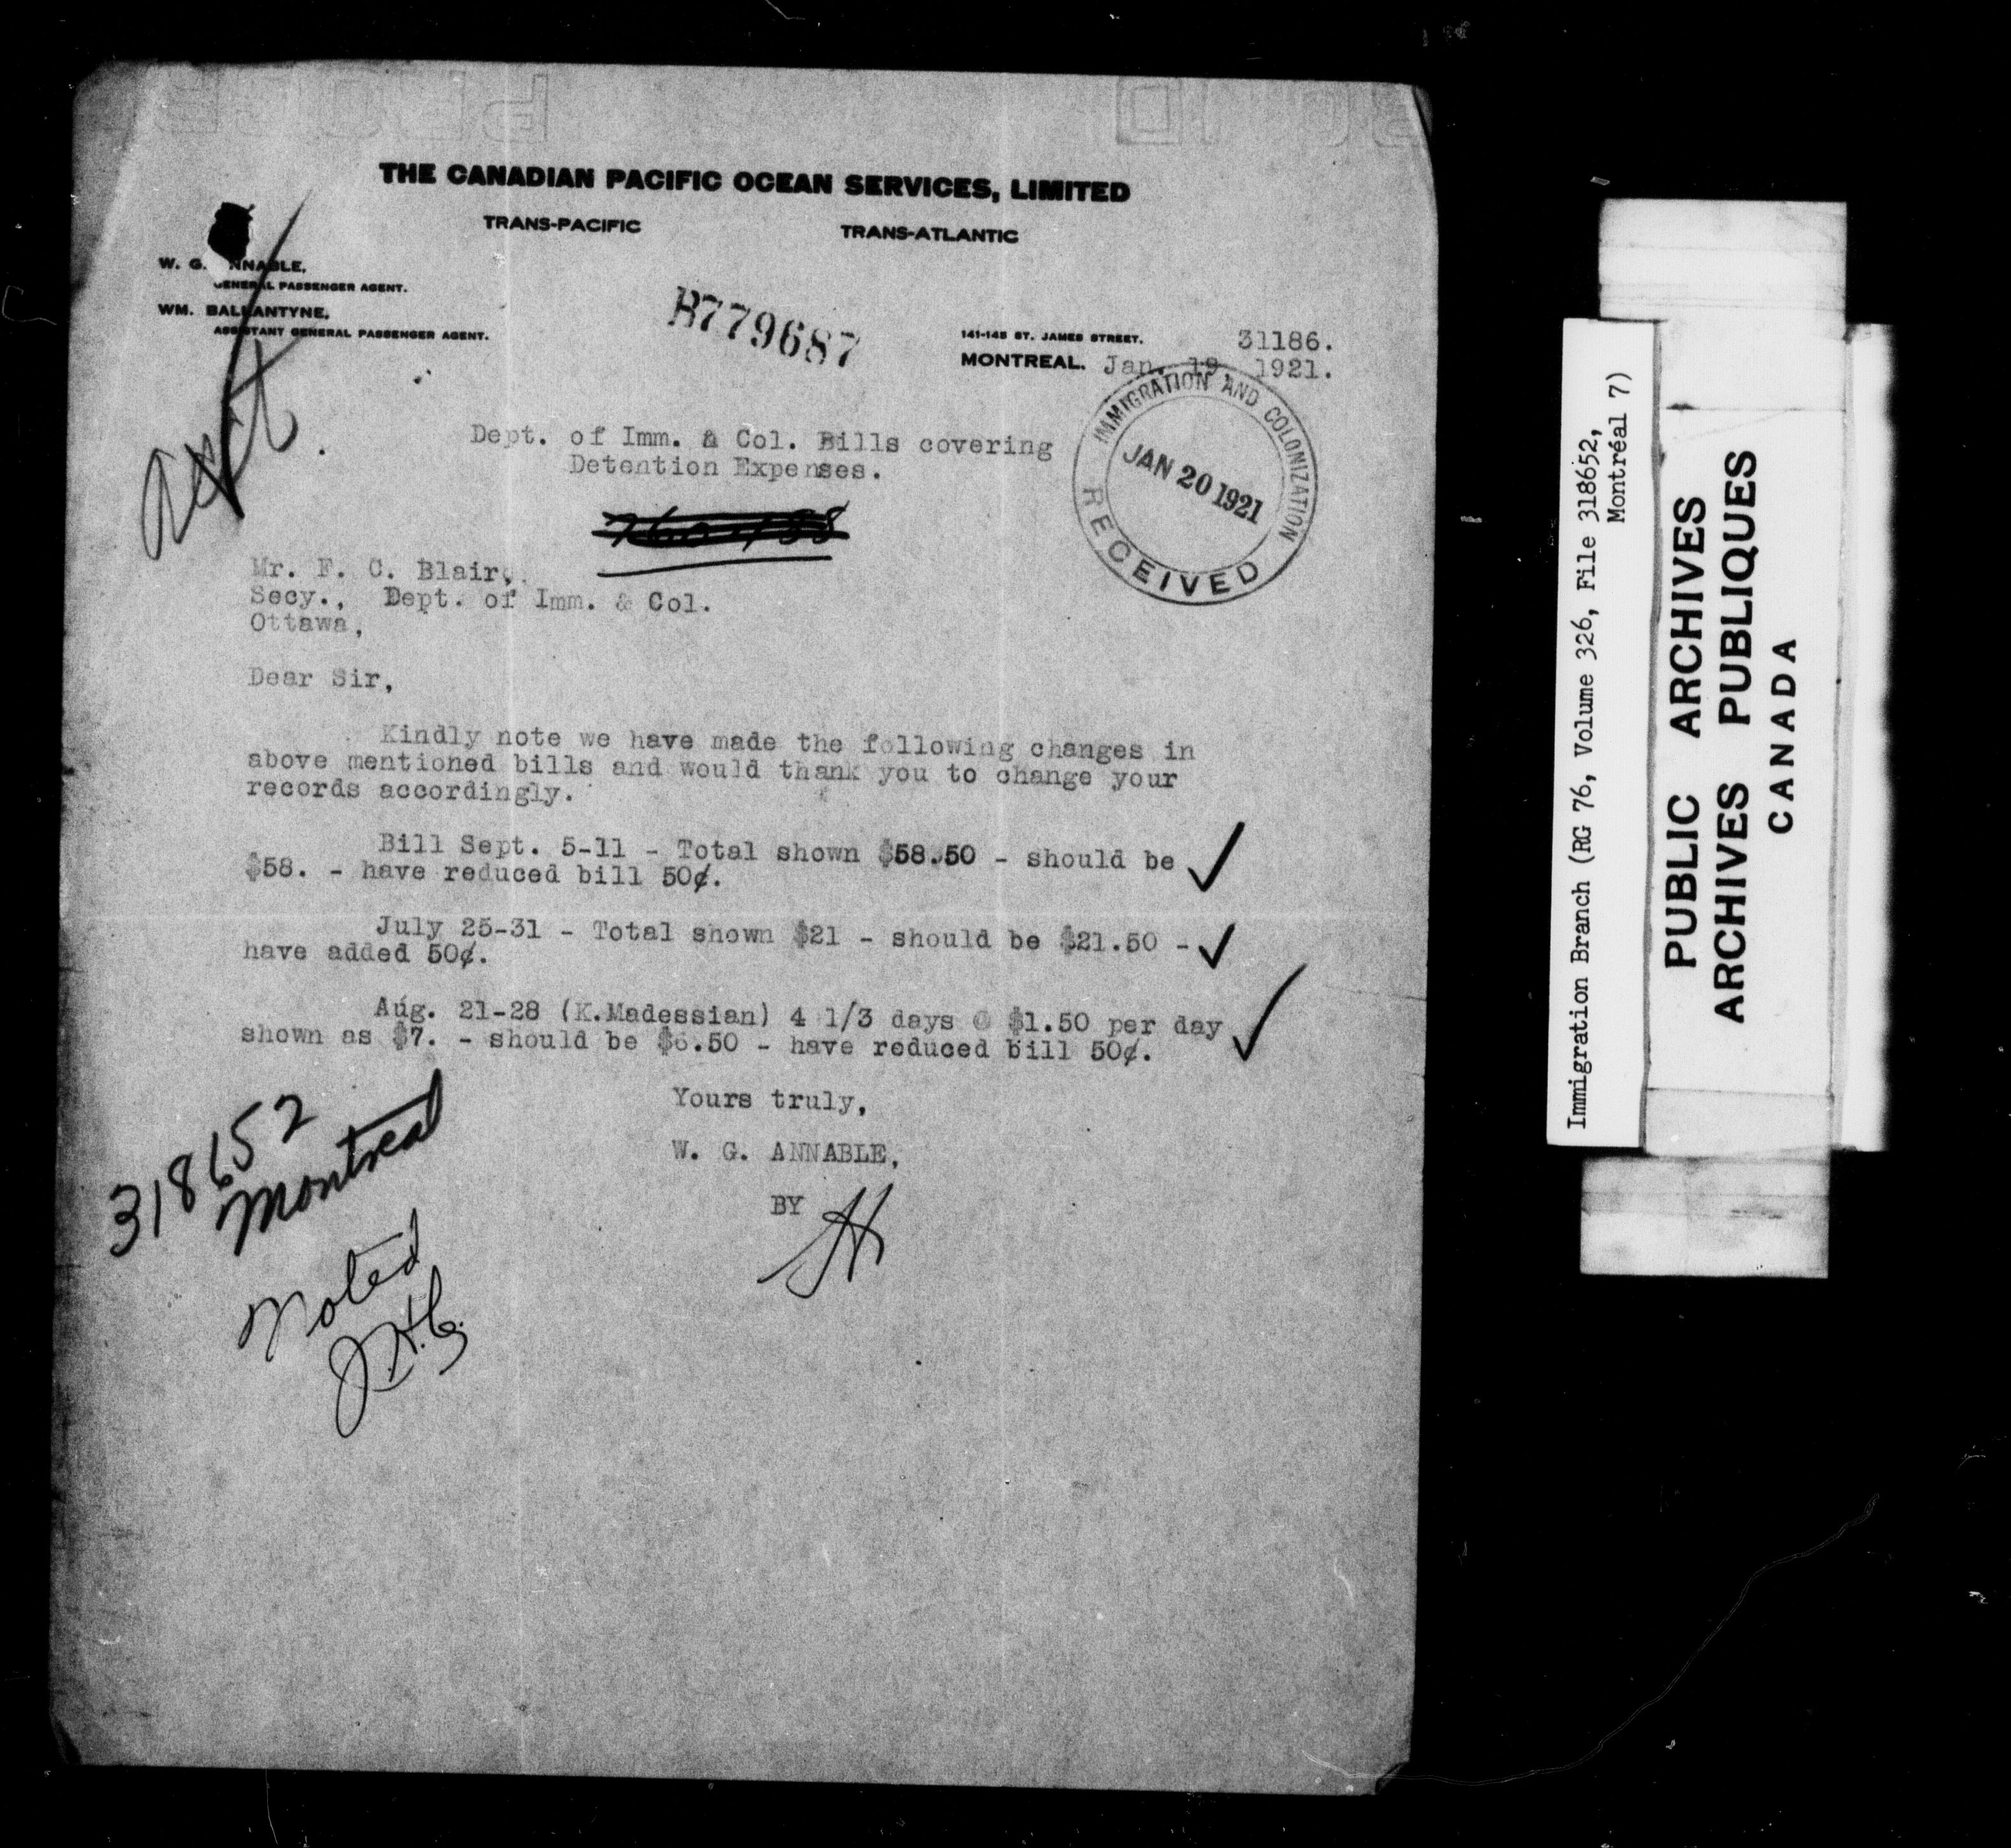 THE CANADIAN PACIFIC OCEAN SERVICES, LIMITED
TRANS-PACIFIC TRANS-ATLANTIC
W. G. ANNABLE,
GENERAL PASSENGER AGENT.
WM. BALLANTYNE,
ASSISTANT GENERAL PASSENGER AGENT.
B779687
141-145 ST. JAMES STREET. 31186.
MONTREAL. Jan. 19, 1921.
IMMIGRATION AND COLONIZATION
JAN 20 1921
RECEIVED
Dept. of Imm. & Col. Bills covering
Detention Expenses.
Mr. F. C. Blair,
Secy., Dept. of Imm. & Col.
Ottawa,
Dear Sir,
Kindly note we have made the following changes in
above mentioned bills and would thank you to change your
records accordingly.
Bill Sept. 5-11 - Total shown $58.50 - should be
$58. - have reduced bill 50¢.
July 25-31 - Total shown $21 - should be $21.50 -
have added 50¢.
Aug. 21-28 (K.Madessian) 4 1/3 days @ $1.50 per day
shown as $7. - should be $6.50 - have reduced bill 50¢.
Yours truly,
W. G. ANNABLE,
BY
318652
Montreal
Noted
Immigration Branch (RG 76, Volume 326, File 318652,
Montréal 7)
PUBLIC ARCHIVES
ARCHIVES PUBLIQUES
CANADA